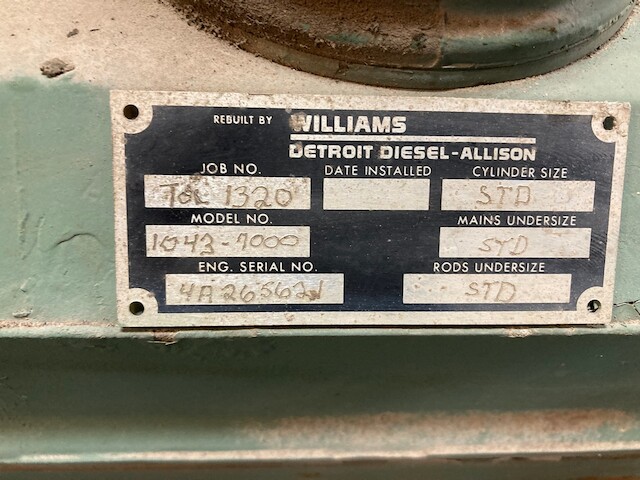 REBUILT BY WILLIAMS
DETROIT DIESEL-ALLISON
JOB NO. DATE INSTALLED CYLINDER SIZE
1320 STD
MODEL NO. MAINS UNDERSIZE
1043-7000 STD
ENG. SERIAL NO. RODS UNDERSIZE
STD